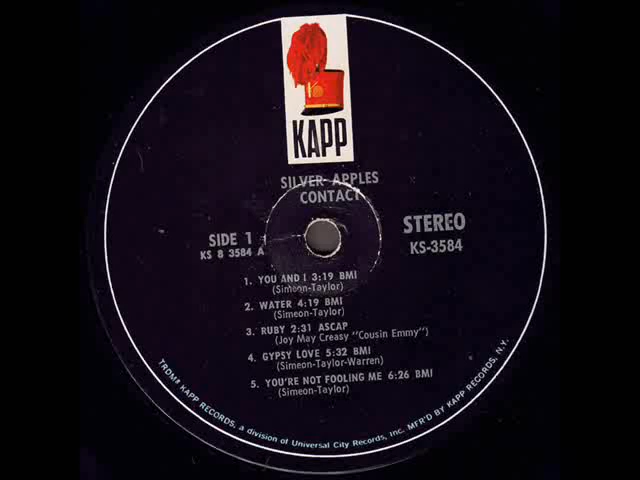 KAPP
SILVER APPLES
CONTACT
SIDE 1
KS 8 3584 A
STEREO
KS-3584
1. YOU AND I 3:19 BMI
(Simeon-Taylor)
2. WATER 4:19 BMI
(Simeon-Taylor)
3. RUBY 2:31 ASCAP
(Joy May Creasy "Cousin Emmy")
4. GYPSY LOVE 5:32 BMI
(Simeon-Taylor-Warren)
5. YOU'RE NOT FOOLING ME 6:26 BMI
(Simeon-Taylor)
KAPP RECORDS, a division of Universal City Records, Inc. MFR'D BY KAPP RECORDS, N.Y.